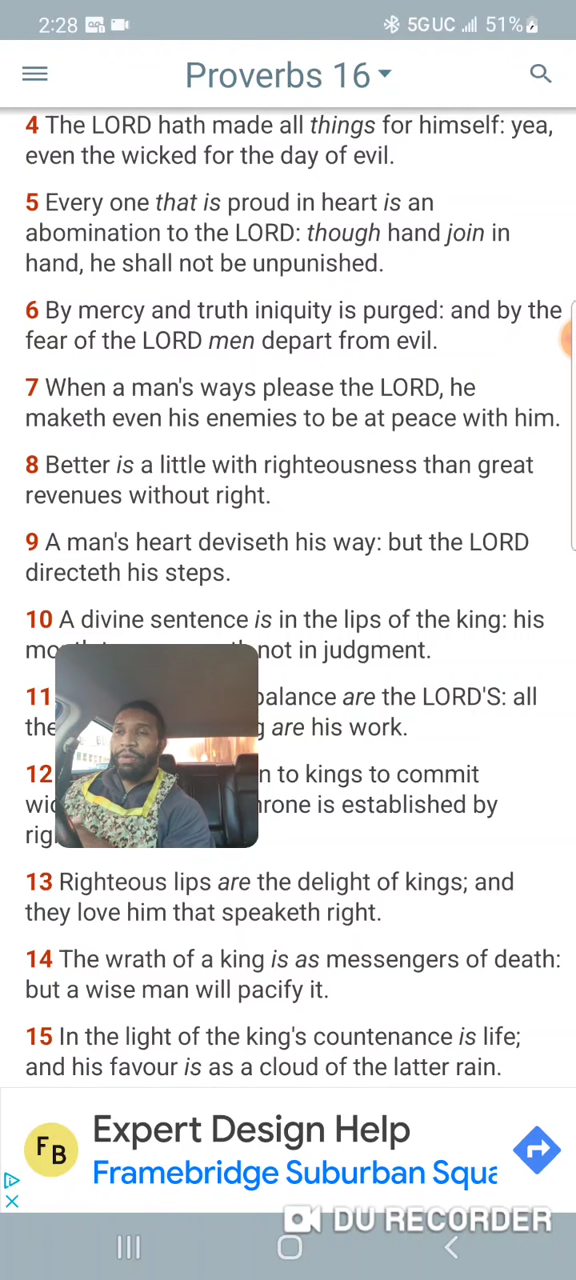 2:28 5G UC 51%
Proverbs 16
4 The LORD hath made all things for himself: yea,
even the wicked for the day of evil.
5 Every one that is proud in heart is an
abomination to the LORD: though hand join in
hand, he shall not be unpunished.
6 By mercy and truth iniquity is purged: and by the
fear of the LORD men depart from evil.
7 When a man's ways please the LORD, he
maketh even his enemies to be at peace with him.
8 Better is a little with righteousness than great
revenues without right.
9 A man's heart deviseth his way: but the LORD
directeth his steps.
10 A divine sentence is in the lips of the king: his
not in judgment.
11 balance are the LORD'S: all
the are his work.
12 to kings to commit
throne is established by
13 Righteous lips are the delight of kings; and
they love him that speaketh right.
14 The wrath of a king is as messengers of death:
but a wise man will pacify it.
15 In the light of the king's countenance is life;
and his favour is as a cloud of the latter rain.
FB
Expert Design Help
Framebridge Suburban Squa
DU RECORDER